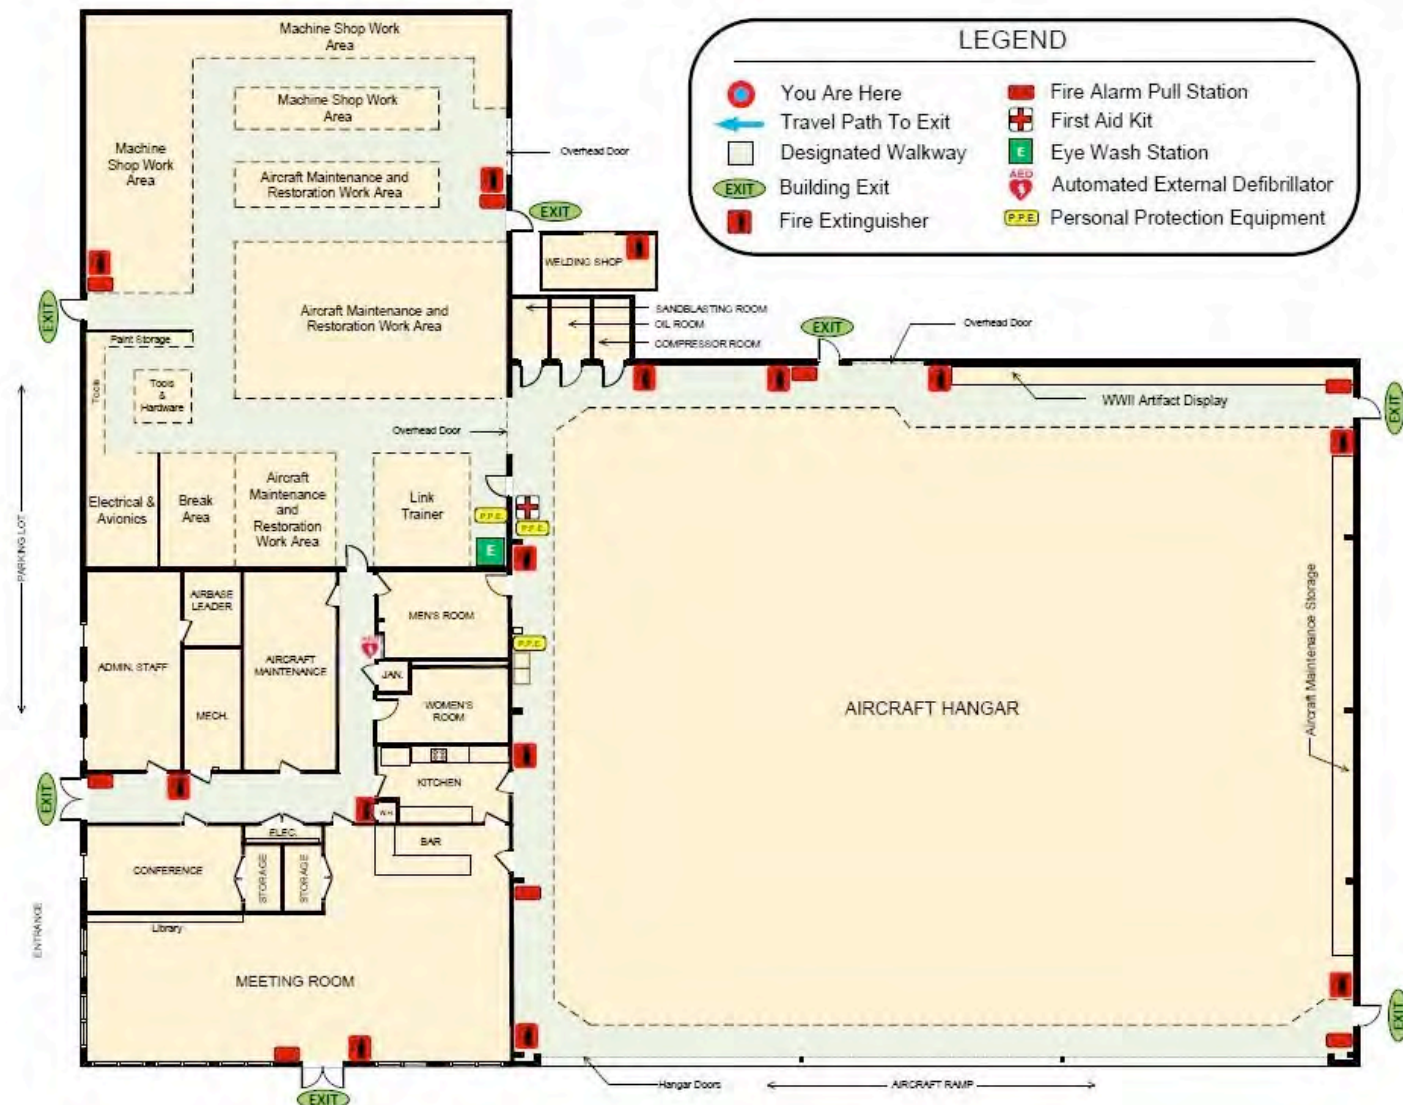 Machine Shop Work
Area
LEGEND
You Are Here
Travel Path To Exit
Designated Walkway
EXIT
Building Exit
Fire Extinguisher
Fire Alarm Pull Station
First Aid Kit
E
Eye Wash Station
AED
Automated External Defibrillator
P.P.E.
Personal Protection Equipment
Machine Shop Work
Area
Machine
Shop Work
Area
Overhead Door
Aircraft Maintenance and
Restoration Work Area
EXIT
WELDING SHOP
EXIT
Aircraft Maintenance and
Restoration Work Area
SANDBLASTING ROOM
OIL ROOM
COMPRESSOR ROOM
EXIT
Overhead Door
Paint Storage
Tools
Tools
&
Hardware
WWII Artifact Display
EXIT
Overhead Door
PARKING LOT
Electrical &
Avionics
Break
Area
Aircraft
Maintenance
and
Restoration
Work Area
Link
Trainer
P.P.E.
E
P.P.E.
AIRBASE
LEADER
ADMIN. STAFF
MECH.
AIRCRAFT
MAINTENANCE
MEN'S ROOM
AED
P.P.E.
JAN.
WOMEN'S
ROOM
AIRCRAFT HANGAR
Aircraft Maintenance Storage
EXIT
KITCHEN
W.H.
ELEC.
BAR
CONFERENCE
STORAGE
STORAGE
ENTRANCE
Library
MEETING ROOM
EXIT
EXIT
Hangar Doors
AIRCRAFT RAMP